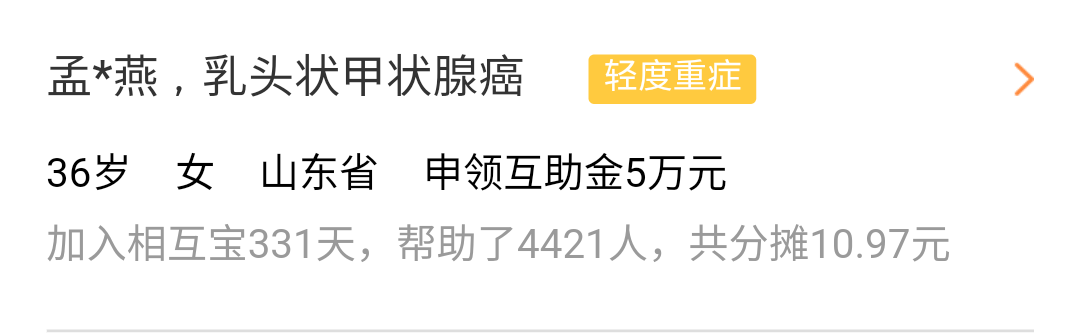 孟*燕，乳头状甲状腺癌 轻度重症
36岁 女 山东省 申领互助金5万元
加入相互宝331天，帮助了4421人，共分摊10.97元